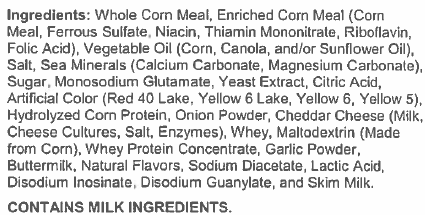 Ingredients: Whole Corn Meal, Enriched Corn Meal (Corn
Meal, Ferrous Sulfate, Niacin, Thiamin Mononitrate, Riboflavin,
Folic Acid), Vegetable Oil (Corn, Canola, and/or Sunflower Oil),
Salt, Sea Minerals (Calcium Carbonate, Magnesium Carbonate),
Sugar, Monosodium Glutamate, Yeast Extract, Citric Acid,
Artificial Color (Red 40 Lake, Yellow 6 Lake, Yellow 6, Yellow 5),
Hydrolyzed Corn Protein, Onion Powder, Cheddar Cheese (Milk,
Cheese Cultures, Salt, Enzymes), Whey, Maltodextrin (Made
from Corn), Whey Protein Concentrate, Garlic Powder,
Buttermilk, Natural Flavors, Sodium Diacetate, Lactic Acid,
Disodium Inosinate, Disodium Guanylate, and Skim Milk.
CONTAINS MILK INGREDIENTS.